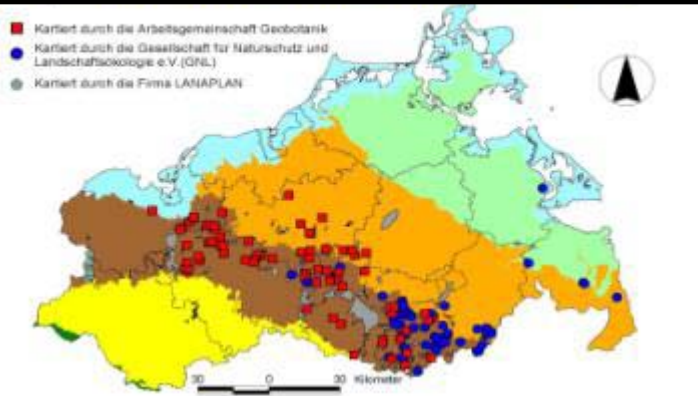 Kartiert durch die Arbeitsgemeinschaft Geobotanik
Kartiert durch die Gesellschaft für Naturschutz und
Landschaftsökologie e.V.(GNL)
Kartiert durch die Firma LANAPLAN
30 0 30 Kilometer